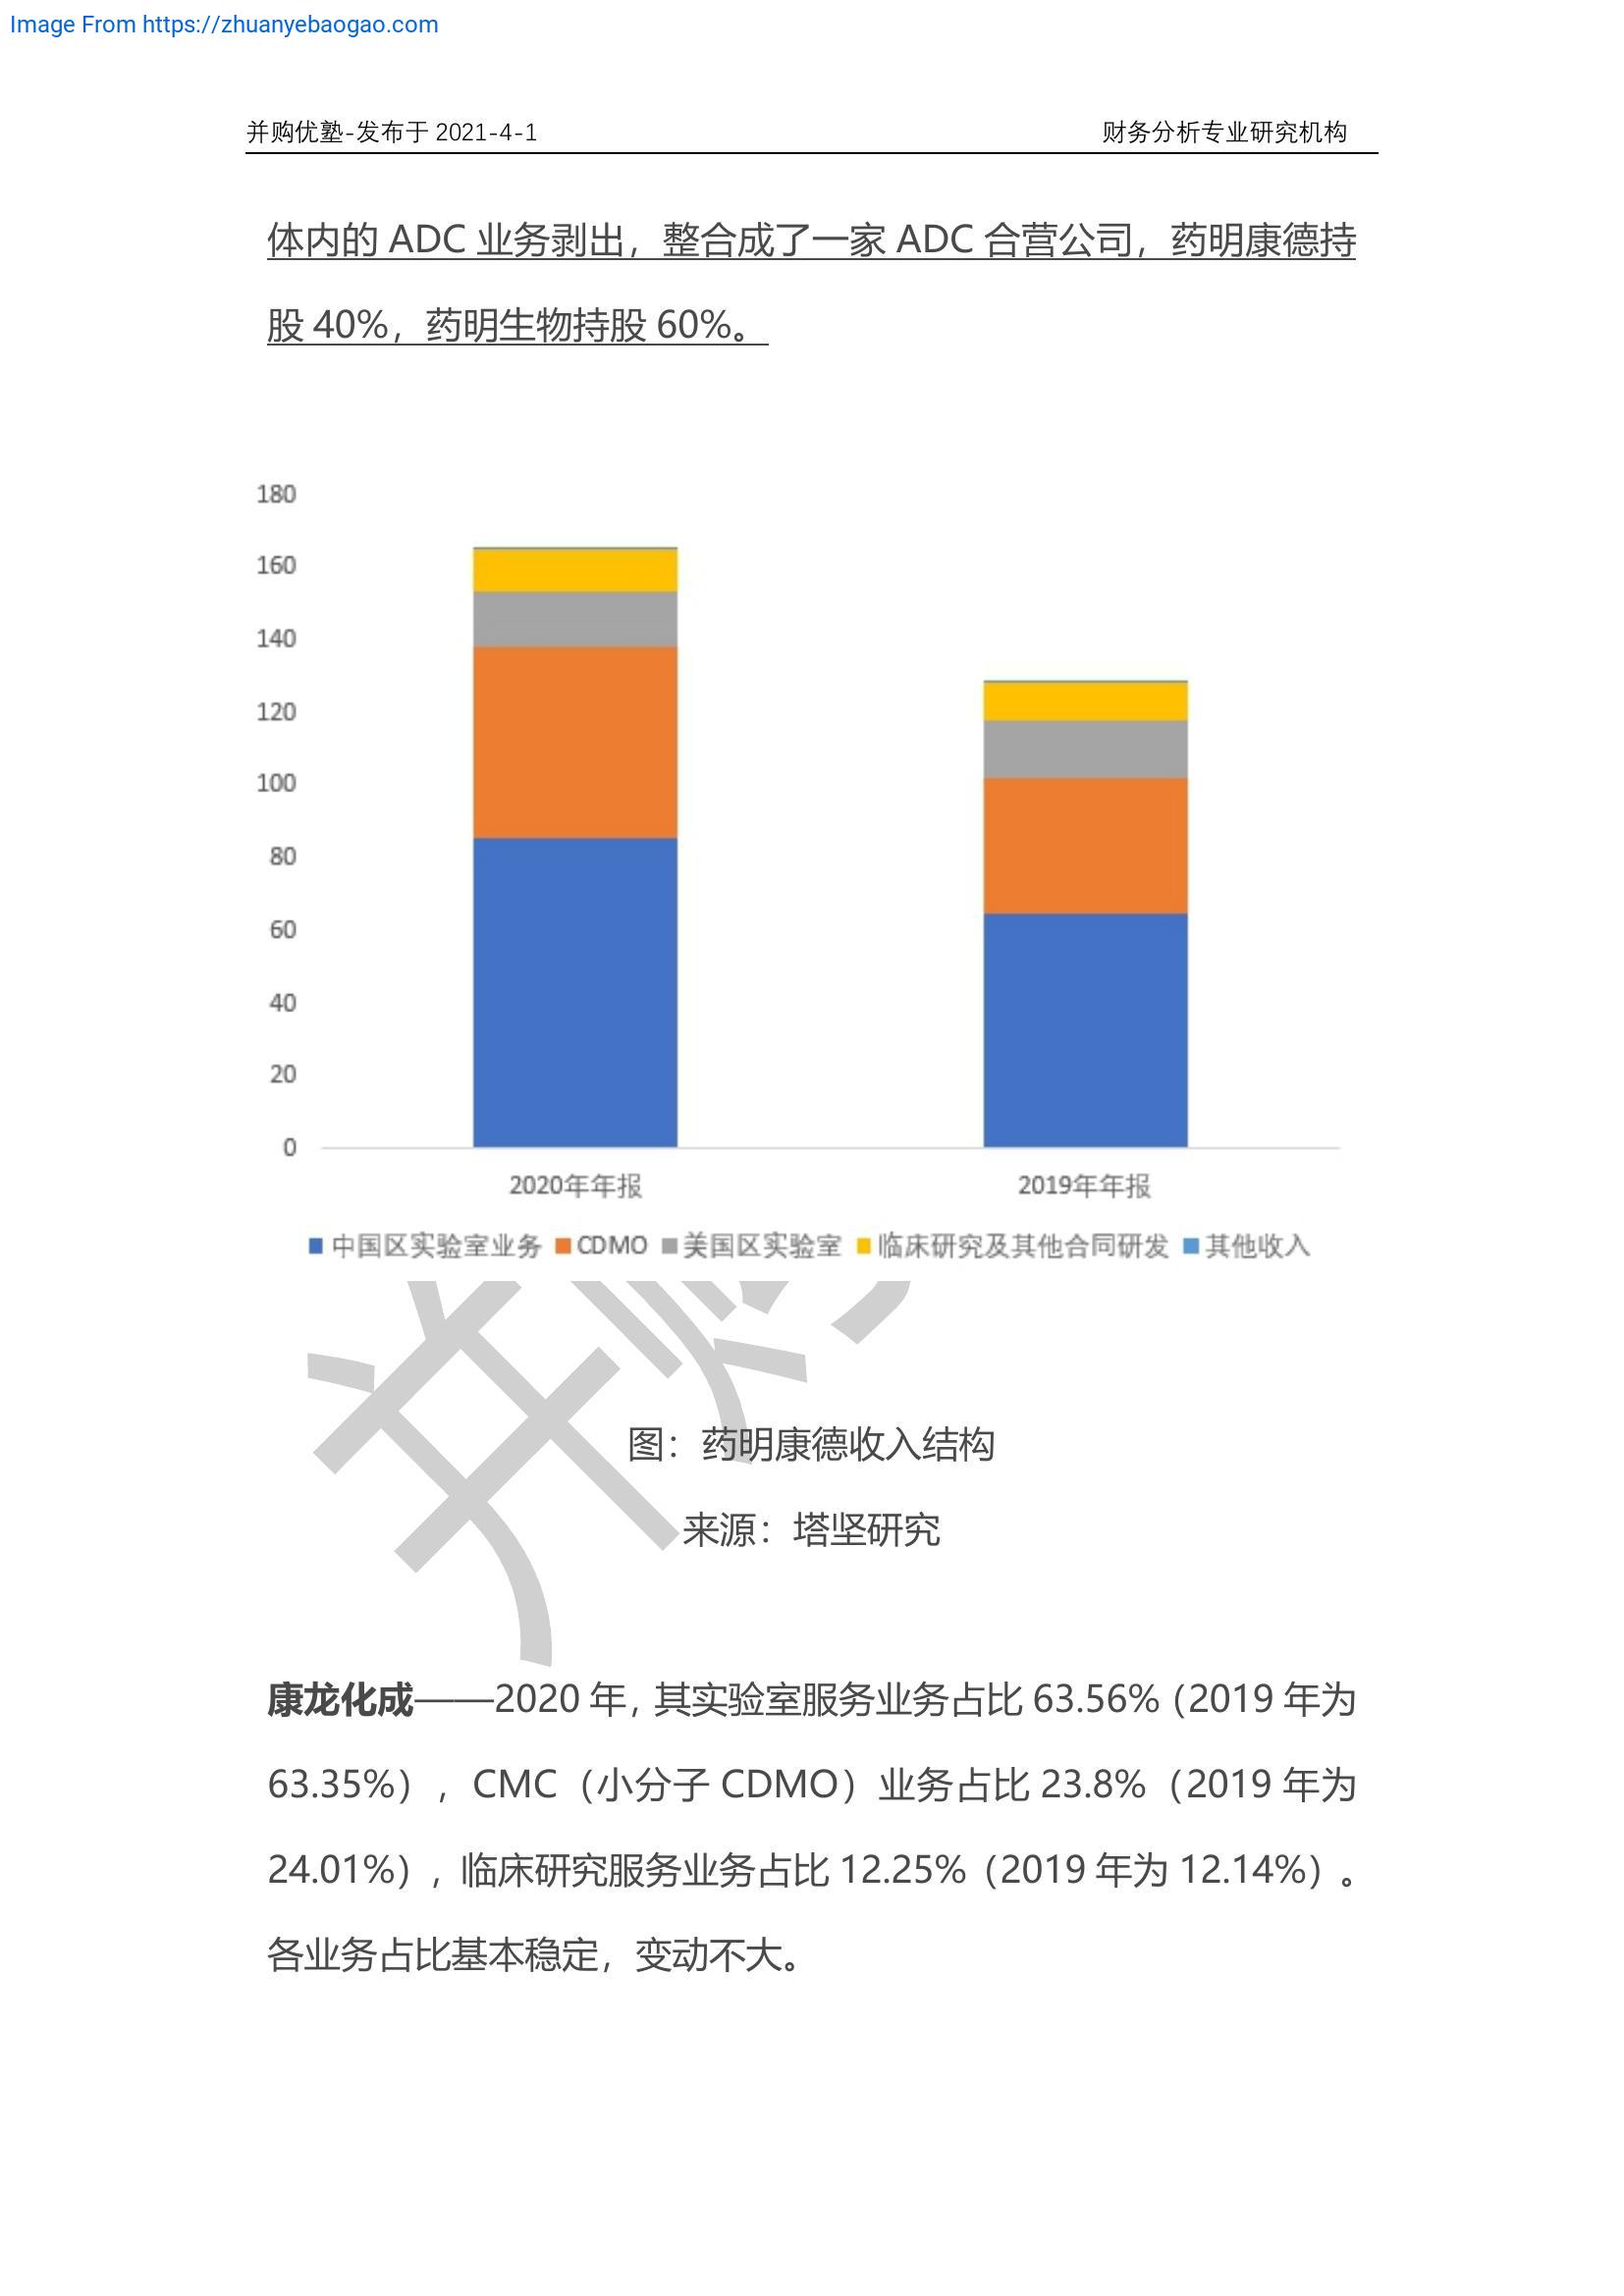 Image From https://zhuanyebaogao.com
并购优塾-发布于 2021-4-1 财务分析专业研究机构
体内的 ADC 业务剥出，整合成了一家 ADC 合营公司，药明康德持
股 40%，药明生物持股 60%。
180
160
140
120
100
80
60
40
20
0
2020年年报 2019年年报
中国区实验室业务 CDMO 美国区实验室 临床研究及其他合同研发 其他收入
图：药明康德收入结构
来源：塔坚研究
康龙化成——2020 年，其实验室服务业务占比 63.56%（2019 年为
63.35%），CMC（小分子 CDMO）业务占比 23.8%（2019 年为
24.01%），临床研究服务业务占比 12.25%（2019 年为 12.14%）。
各业务占比基本稳定，变动不大。